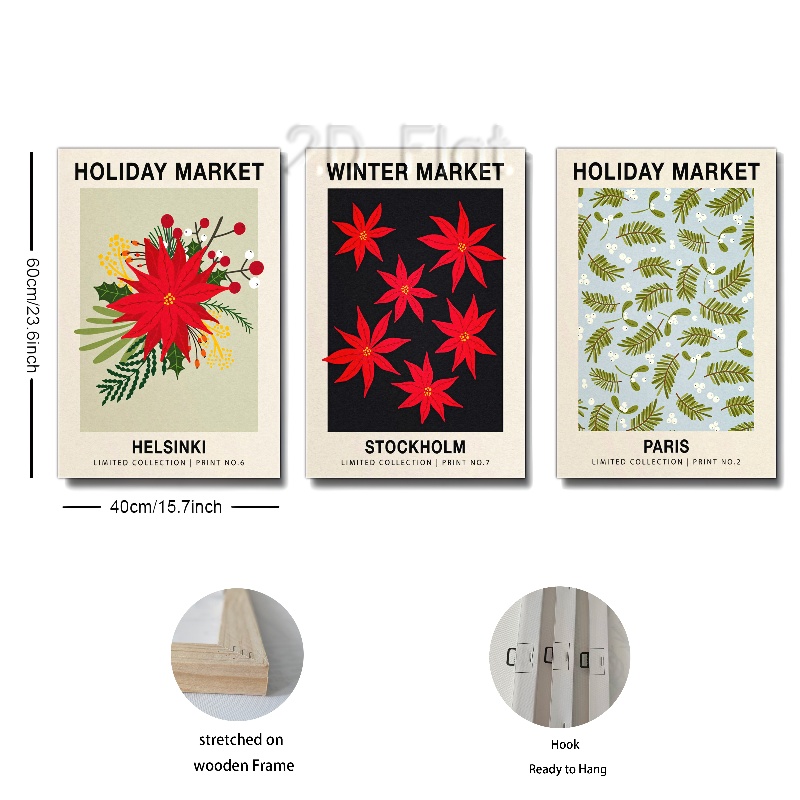 2D Flat
HOLIDAY MARKET
HELSINKI
LIMITED COLLECTION | PRINT NO.6
WINTER MARKET
STOCKHOLM
LIMITED COLLECTION | PRINT NO.7
HOLIDAY MARKET
PARIS
LIMITED COLLECTION | PRINT NO.2
60cm/23.6inch
40cm/15.7inch
stretched on
wooden Frame
Hook
Ready to Hang